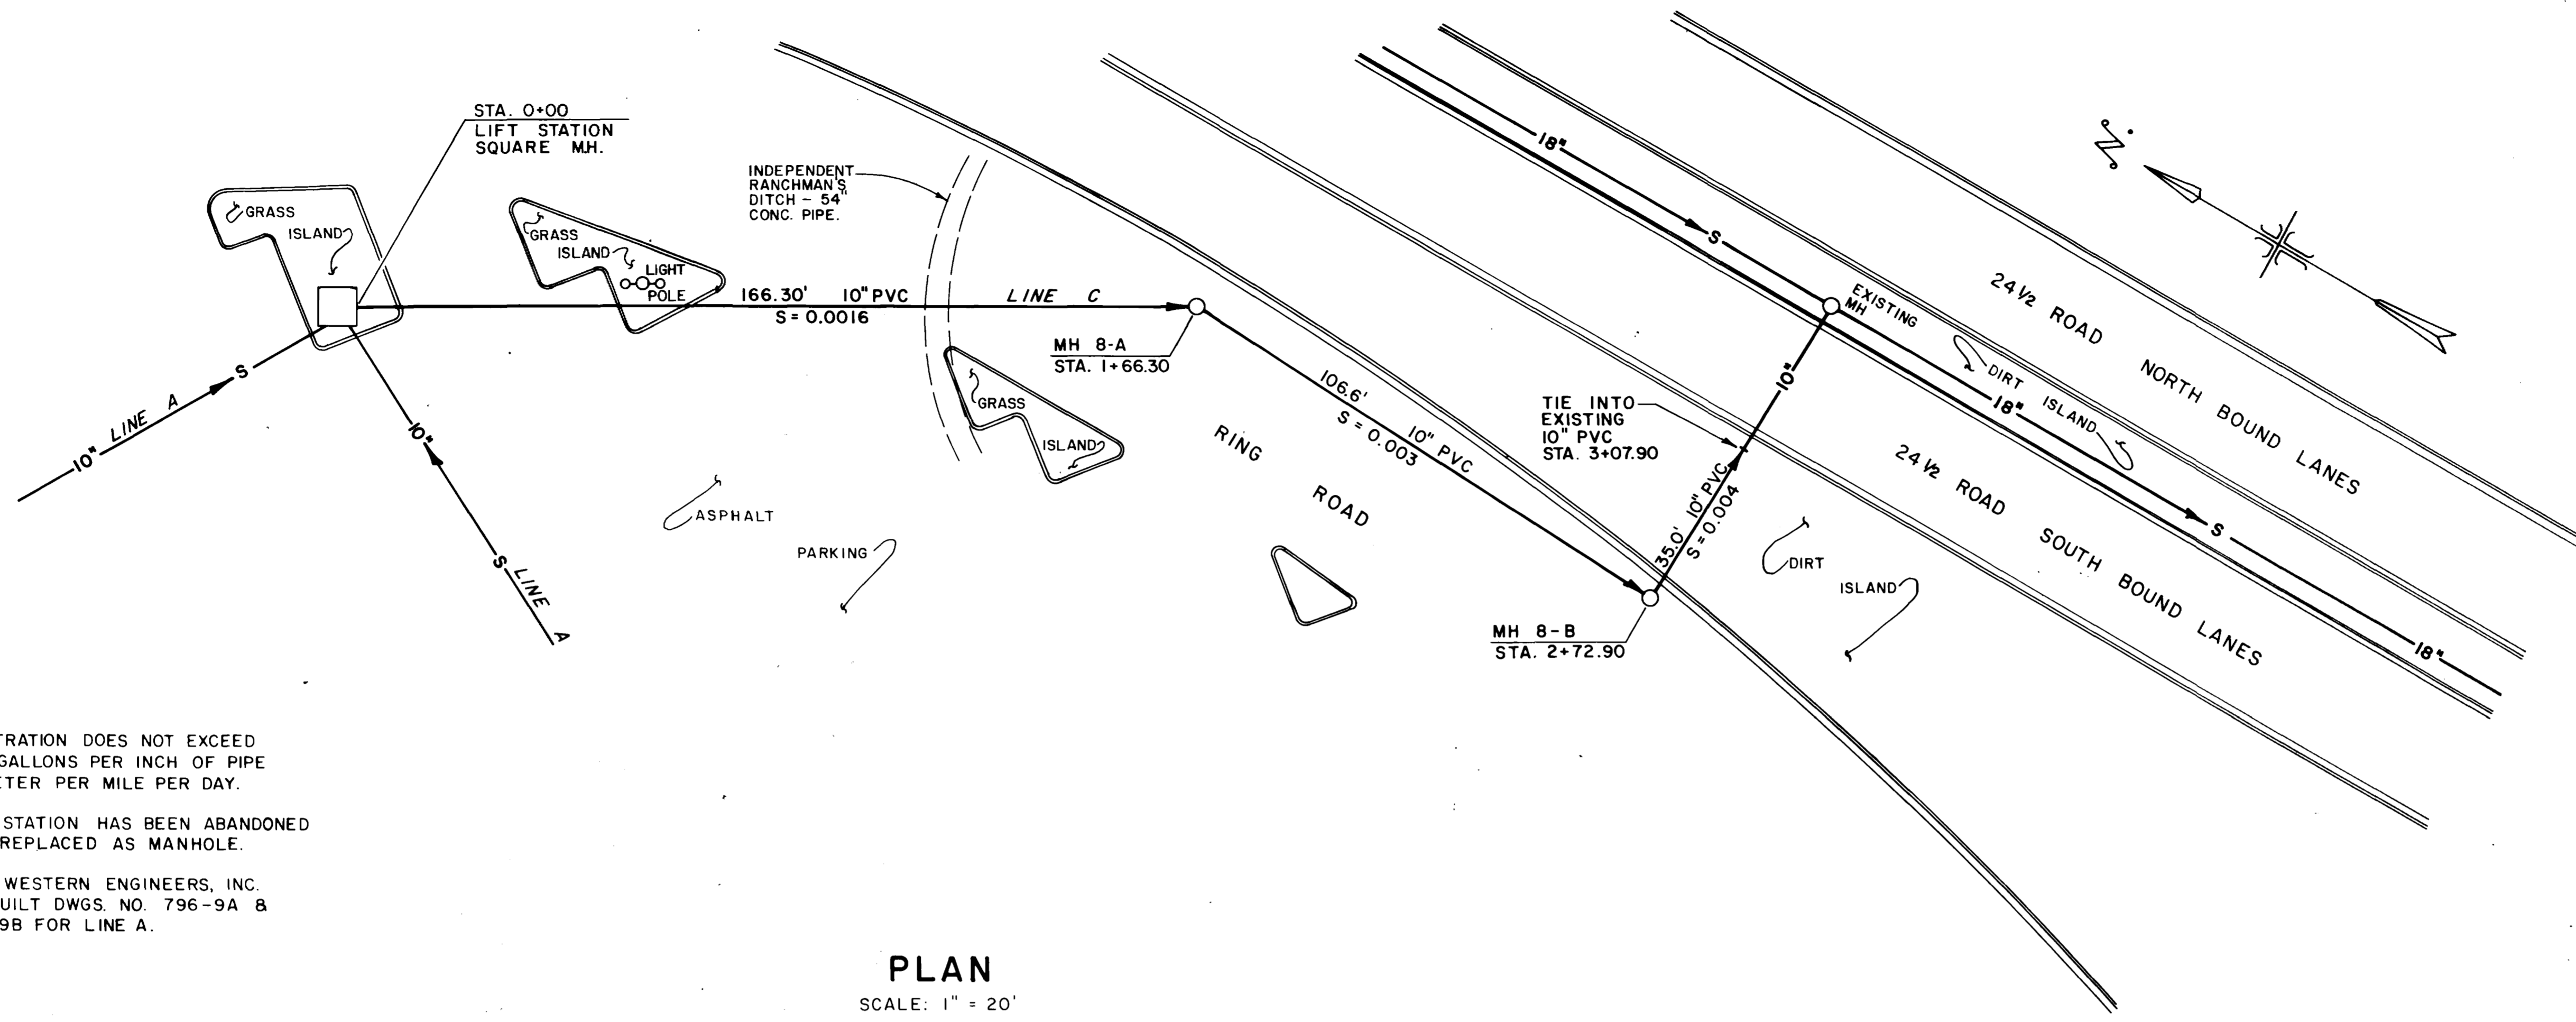 STA. 0+00
LIFT STATION
SQUARE MH.
GRASS
ISLAND
GRASS
ISLAND
LIGHT
POLE
INDEPENDENT
RANCHMAN'S
DITCH - 54"
CONC. PIPE.
166.30' 10" PVC LINE C
S = 0.0016
MH 8-A
STA. 1+66.30
10" LINE A S
10" S LINE A
GRASS
ISLAND
ASPHALT
PARKING
RING ROAD
106.6' 10" PVC
S = 0.003
MH 8-B
STA. 2+72.90
35.0' 10" PVC
S = 0.004
TIE INTO
EXISTING
10" PVC
STA. 3+07.90
10"
18" S
EXISTING
MH
18" S 18"
DIRT ISLAND
DIRT
ISLAND
24 1/2 ROAD NORTH BOUND LANES
24 1/2 ROAD SOUTH BOUND LANES
N.
TRATION DOES NOT EXCEED
GALLONS PER INCH OF PIPE
ETER PER MILE PER DAY.
STATION HAS BEEN ABANDONED
REPLACED AS MANHOLE.
WESTERN ENGINEERS, INC.
UILT DWGS. NO. 796-9A &
9B FOR LINE A.
PLAN
SCALE: 1" = 20'